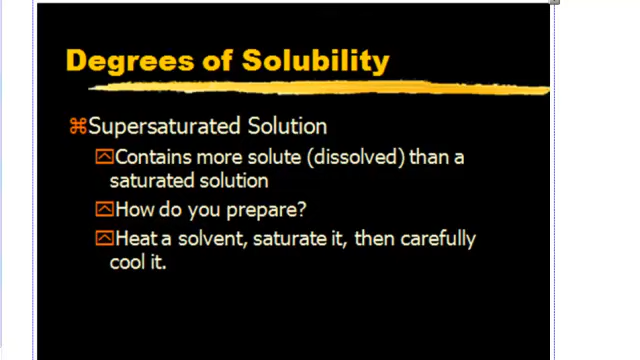 Degrees of Solubility
Supersaturated Solution
Contains more solute (dissolved) than a
saturated solution
How do you prepare?
Heat a solvent, saturate it, then carefully
cool it.